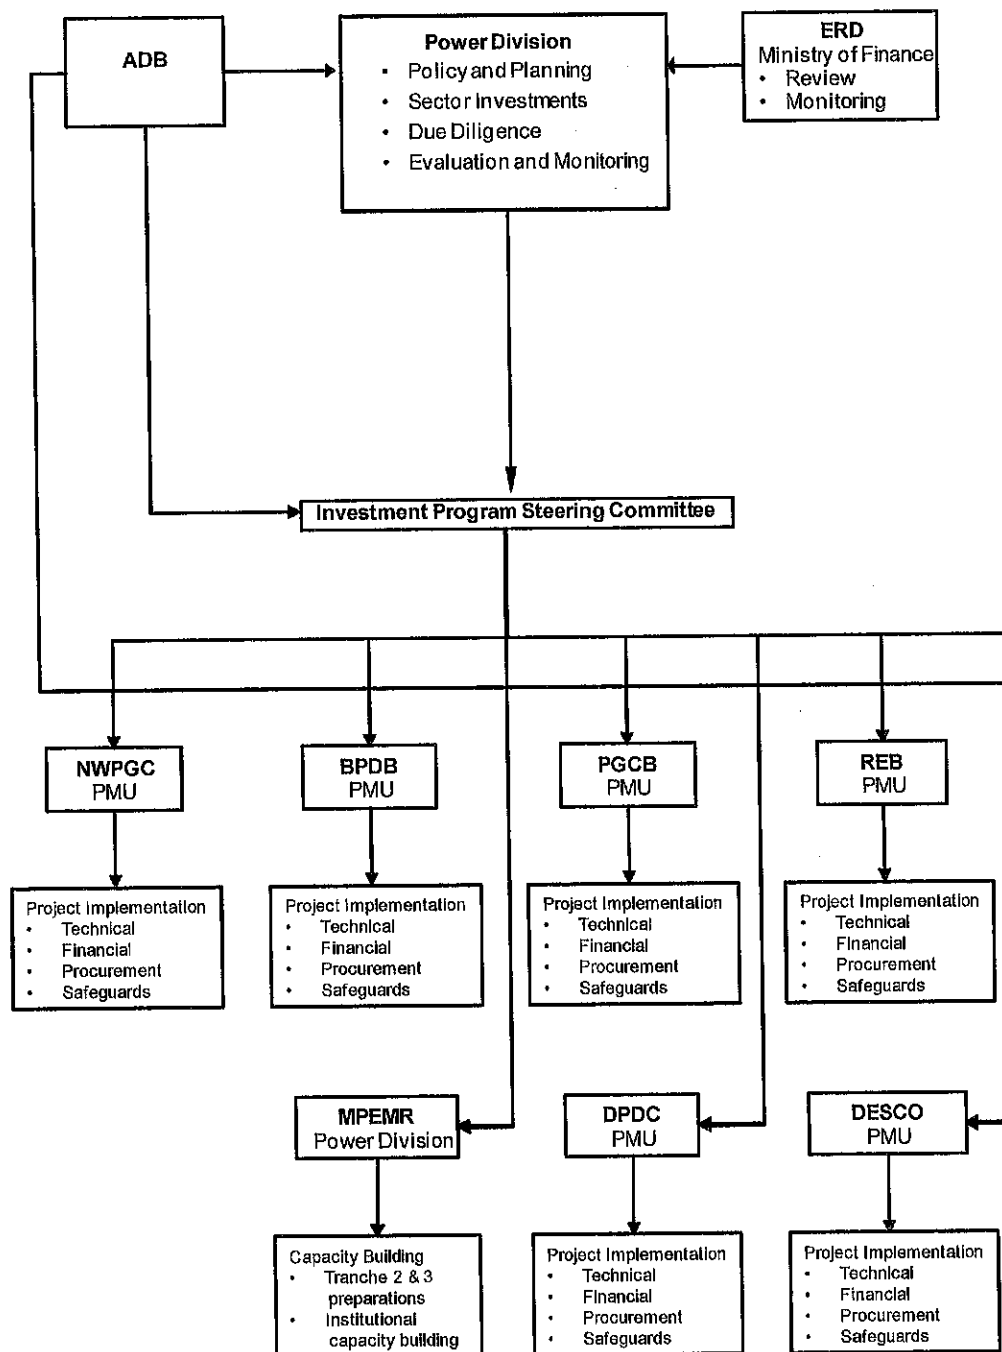 ADB
Power Division
• Policy and Planning
• Sector Investments
• Due Diligence
• Evaluation and Monitoring
ERD
Ministry of Finance
• Review
• Monitoring
Investment Program Steering Committee
NWPGC
PMU
BPDB
PMU
PGCB
PMU
REB
PMU
Project Implementation
• Technical
• Financial
• Procurement
• Safeguards
Project Implementation
• Technical
• Financial
• Procurement
• Safeguards
Project Implementation
• Technical
• Financial
• Procurement
• Safeguards
Project Implementation
• Technical
• Financial
• Procurement
• Safeguards
MPEMR
Power Division
DPDC
PMU
DESCO
PMU
Capacity Building
• Tranche 2 & 3
preparations
• Institutional
capacity building
Project Implementation
• Technical
• Financial
• Procurement
• Safeguards
Project Implementation
• Technical
• Financial
• Procurement
• Safeguards